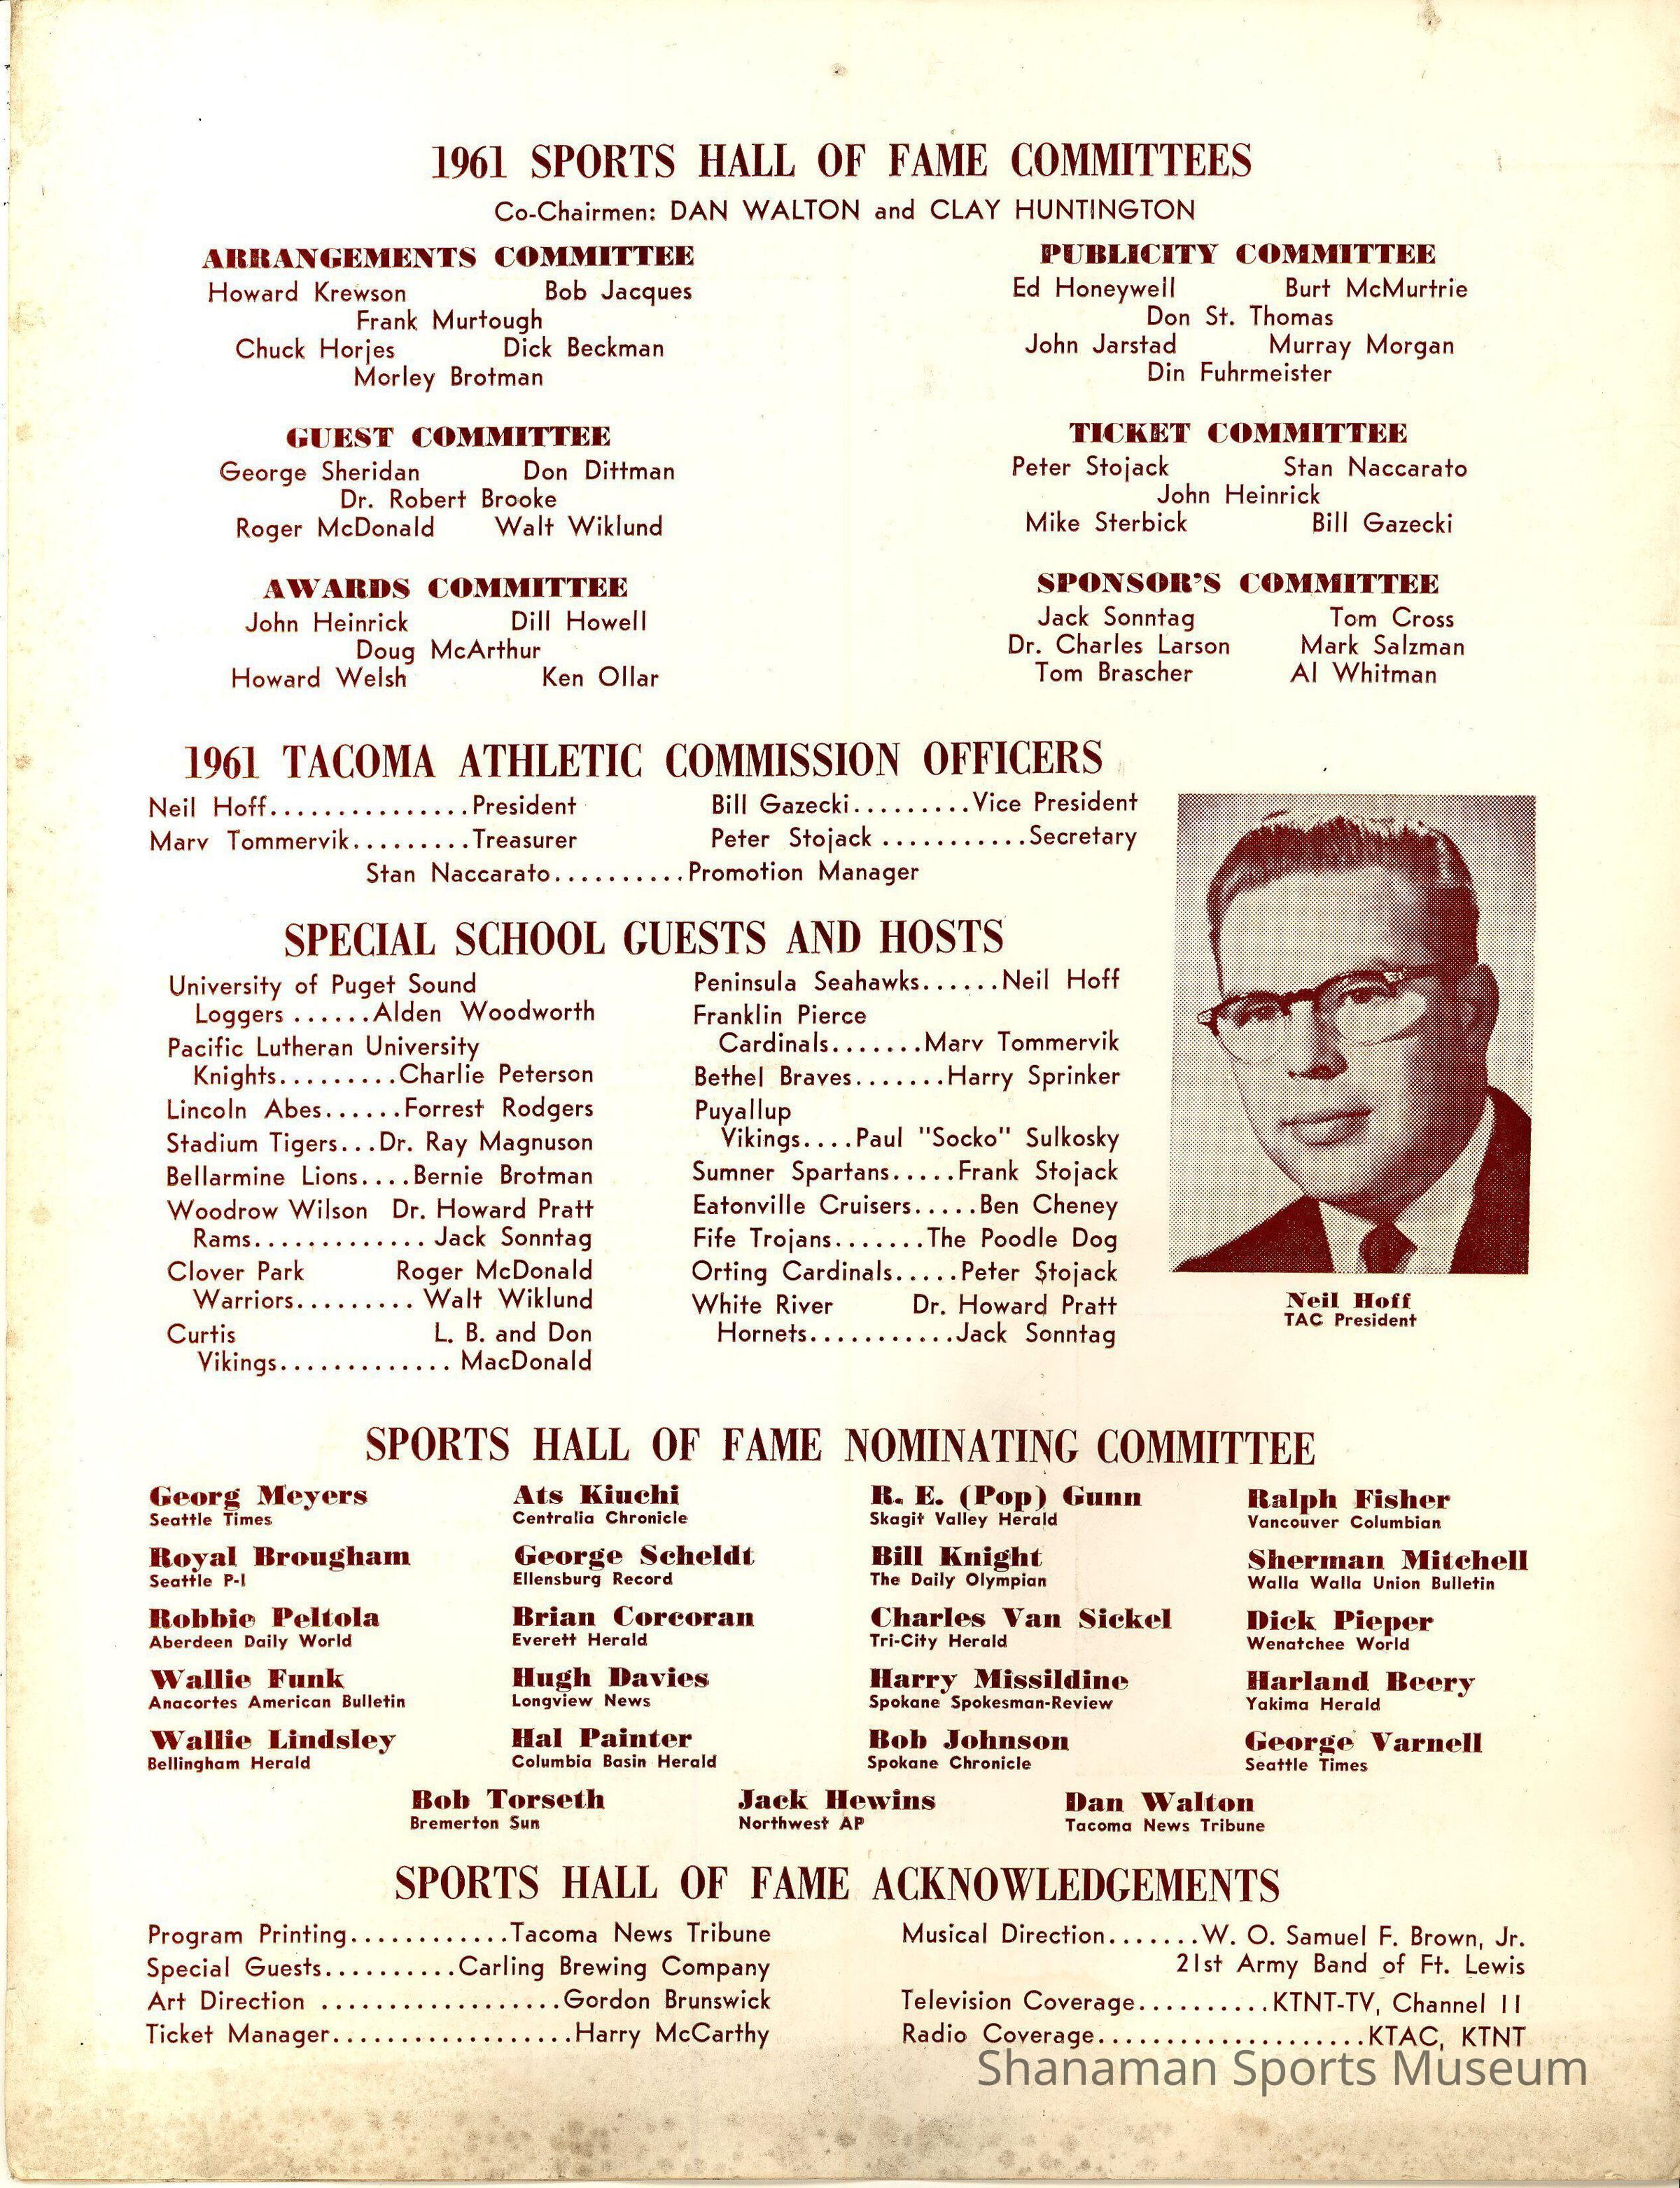 1961 SPORTS HALL OF FAME COMMITTEES
Co-Chairmen: DAN WALTON and CLAY HUNTINGTON
ARRANGEMENTS COMMITTEE
Howard Krewson Bob Jacques
Frank Murtough
Chuck Horjes Dick Beckman
Morley Brotman
GUEST COMMITTEE
George Sheridan Don Dittman
Dr. Robert Brooke
Roger McDonald Walt Wiklund
AWARDS COMMITTEE
John Heinrick Dill Howell
Doug McArthur
Howard Welsh Ken Ollar
PUBLICITY COMMITTEE
Ed Honeywell Burt McMurtrie
Don St. Thomas
John Jarstad Murray Morgan
Din Fuhrmeister
TICKET COMMITTEE
Peter Stojack Stan Naccarato
John Heinrick
Mike Sterbick Bill Gazecki
SPONSOR'S COMMITTEE
Jack Sonntag Tom Cross
Dr. Charles Larson Mark Salzman
Tom Brascher Al Whitman
1961 TACOMA ATHLETIC COMMISSION OFFICERS
Neil Hoff...............President Bill Gazecki.........Vice President
Marv Tommervik.........Treasurer Peter Stojack ...........Secretary
Stan Naccarato..........Promotion Manager
SPECIAL SCHOOL GUESTS AND HOSTS
University of Puget Sound
Loggers ......Alden Woodworth
Pacific Lutheran University
Knights.........Charlie Peterson
Lincoln Abes......Forrest Rodgers
Stadium Tigers...Dr. Ray Magnuson
Bellarmine Lions....Bernie Brotman
Woodrow Wilson Dr. Howard Pratt
Rams............. Jack Sonntag
Clover Park Roger McDonald
Warriors......... Walt Wiklund
Curtis L. B. and Don
Vikings............. MacDonald
Peninsula Seahawks......Neil Hoff
Franklin Pierce
Cardinals.......Marv Tommervik
Bethel Braves.......Harry Sprinker
Puyallup
Vikings....Paul "Socko" Sulkosky
Sumner Spartans.....Frank Stojack
Eatonville Cruisers.....Ben Cheney
Fife Trojans.......The Poodle Dog
Orting Cardinals.....Peter Stojack
White River Dr. Howard Pratt
Hornets...........Jack Sonntag
Neil Hoff
TAC President
SPORTS HALL OF FAME NOMINATING COMMITTEE
Georg Meyers Ats Kiuchi R. E. (Pop) Gunn Ralph Fisher
Seattle Times Centralia Chronicle Skagit Valley Herald Vancouver Columbian
Royal Brougham George Scheldt Bill Knight Sherman Mitchell
Seattle P-I Ellensburg Record The Daily Olympian Walla Walla Union Bulletin
Robbie Peltola Brian Corcoran Charles Van Sickel Dick Pieper
Aberdeen Daily World Everett Herald Tri-City Herald Wenatchee World
Wallie Funk Hugh Davies Harry Missildine Harland Beery
Anacortes American Bulletin Longview News Spokane Spokesman-Review Yakima Herald
Wallie Lindsley Hal Painter Bob Johnson George Varnell
Bellingham Herald Columbia Basin Herald Spokane Chronicle Seattle Times
Bob Torseth Jack Hewins Dan Walton
Bremerton Sun Northwest AP Tacoma News Tribune
SPORTS HALL OF FAME ACKNOWLEDGEMENTS
Program Printing............Tacoma News Tribune
Special Guests..........Carling Brewing Company
Art Direction ..................Gordon Brunswick
Ticket Manager..................Harry McCarthy
Musical Direction.......W. O. Samuel F. Brown, Jr.
21st Army Band of Ft. Lewis
Television Coverage..........KTNT-TV, Channel 11
Radio Coverage....................KTAC, KTNT
Shanaman Sports Museum